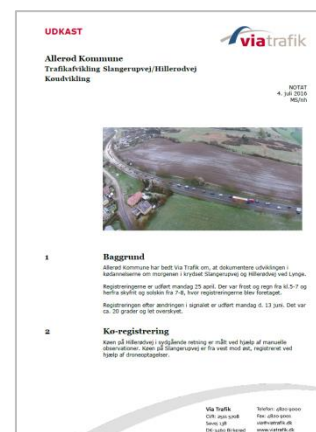 UDKAST
viatrafik
Allerød Kommune
Trafikafvikling Slangerupvej/Hillerødvej
Køudvikling
NOTAT
4. juli 2016
MS/nh
1 Baggrund
Allerød Kommune har bedt Via Trafik om, at dokumentere udviklingen i
kødannelserne om morgenen i krydset Slangerupvej og Hillerødvej ved Lynge.
Registreringerne er udført mandag 25 april. Der var frost og regn fra kl.5-7 og
herfra skyfrit og solskin fra 7-8, hvor registreringerne blev foretaget.
Registreringen efter ændringen i signalet er udført mandag d. 13 juni. Det var
ca. 20 grader og let overskyet.
2 Kø-registrering
Køen på Hillerødvej i sydgående retning er målt ved hjælp af manuelle
observationer. Køen på Slangerupvej er fra vest mod øst, registreret ved
hjælp af droneoptagelser.
Via Trafik